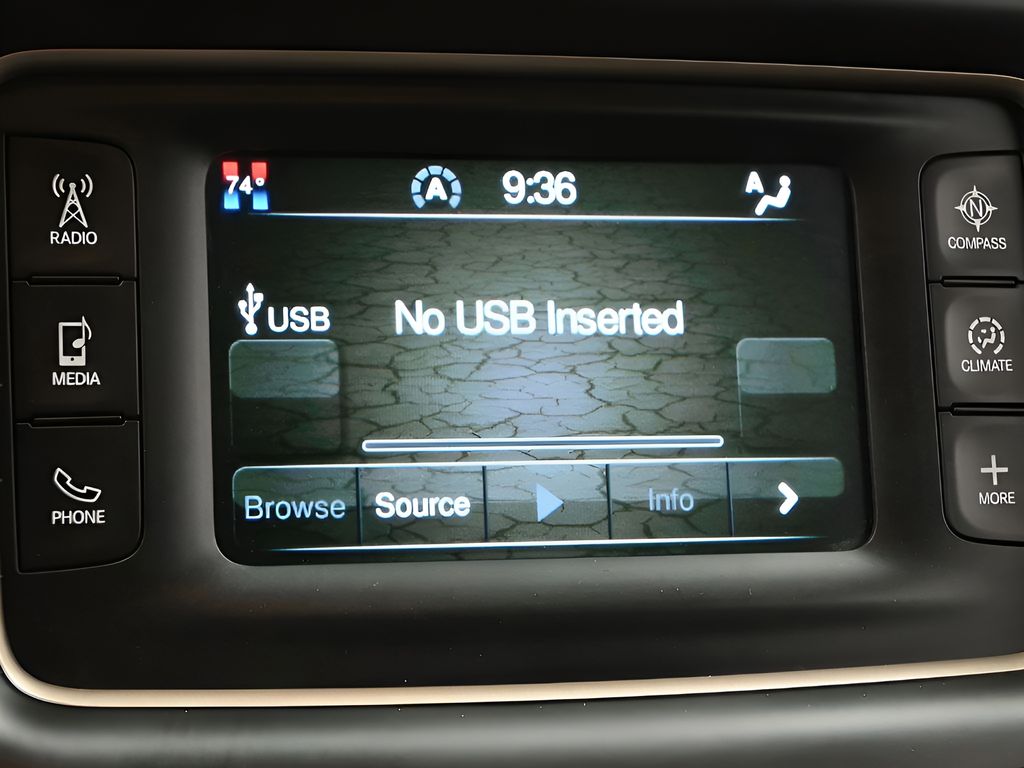 74°
A
9:36
A
RADIO
N
COMPASS
USB
No USB Inserted
MEDIA
CLIMATE
Browse
Source
Info
PHONE
MORE